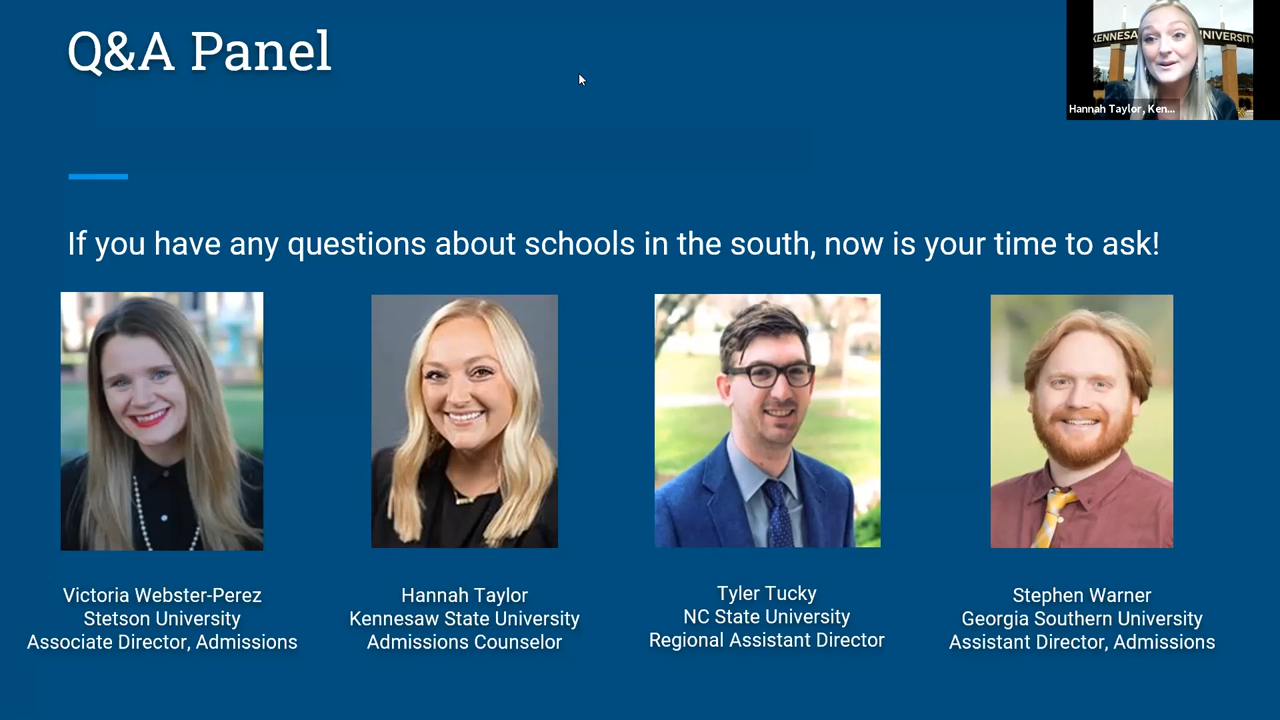 Q&A Panel
KENNESA UNIVERSITY
Hannah Taylor, Ken...
If you have any questions about schools in the south, now is your time to ask!
Victoria Webster-Perez
Stetson University
Associate Director, Admissions
Hannah Taylor
Kennesaw State University
Admissions Counselor
Tyler Tucky
NC State University
Regional Assistant Director
Stephen Warner
Georgia Southern University
Assistant Director, Admissions